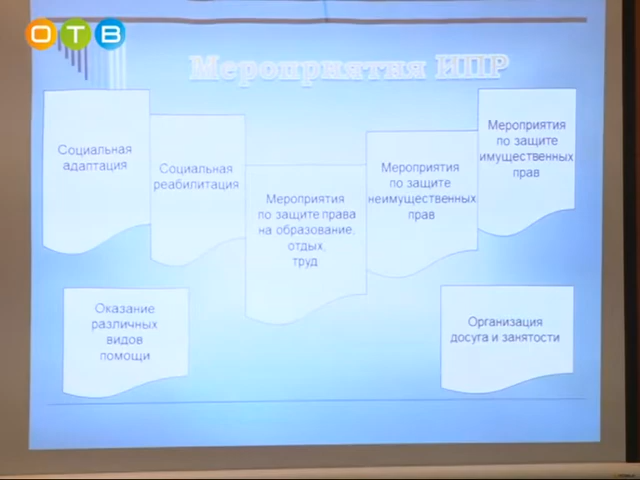 ОТВ
Мероприятия ИПР
Социальная
адаптация
Социальная
реабилитация
Мероприятия
по защите права
на образование,
отдых,
труд
Мероприятия
по защите
неимущественных
прав
Мероприятия
по защите
имущественных
прав
Оказание
различных
видов
помощи
Организация
досуга и занятости